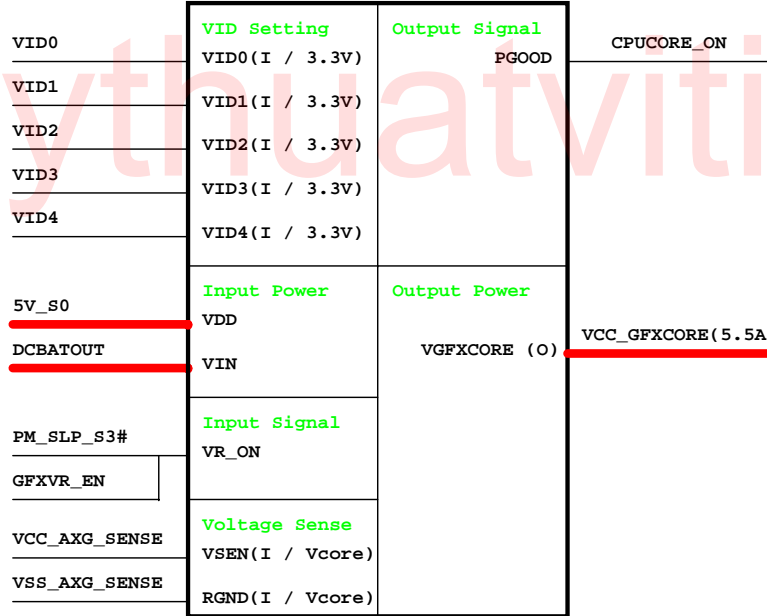 VID Setting
Output Signal
VID0
VID0(I / 3.3V)
PGOOD
CPUCORE_ON
VID1
VID1(I / 3.3V)
VID2
VID2(I / 3.3V)
VID3
VID3(I / 3.3V)
VID4
VID4(I / 3.3V)
ythuatviti
Input Power
Output Power
5V_S0
VDD
DCBATOUT
VIN
VGFXCORE (O)
VCC_GFXCORE(5.5A
Input Signal
PM_SLP_S3#
VR_ON
GFXVR_EN
Voltage Sense
VCC_AXG_SENSE
VSEN(I / Vcore)
VSS_AXG_SENSE
RGND(I / Vcore)